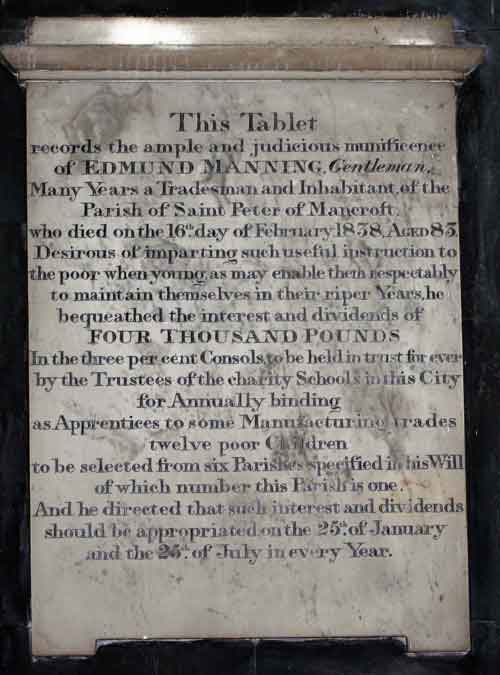 This Tablet
records the ample and judicious munificence
of EDMUND MANNING, Gentleman,
Many Years a Tradesman and Inhabitant, of the
Parish of Saint Peter of Mancroft.
who died on the 16th. day of February 1838, AGED 85.
Desirous of imparting such useful instruction to
the poor when young, as may enable them respectably
to maintain themselves in their riper Years, he
bequeathed the interest and dividends of
FOUR THOUSAND POUNDS
In the three per cent Consols, to be held in trust for ever
by the Trustees of the charity Schools in this City
for Annually binding
as Apprentices to some Manufacturing trades
twelve poor Children
to be selected from six Parishes specified in his Will
of which number this Parish is one.
And he directed that such interest and dividends
should be appropriated on the 25th. of January
and the 25th. of July in every Year.